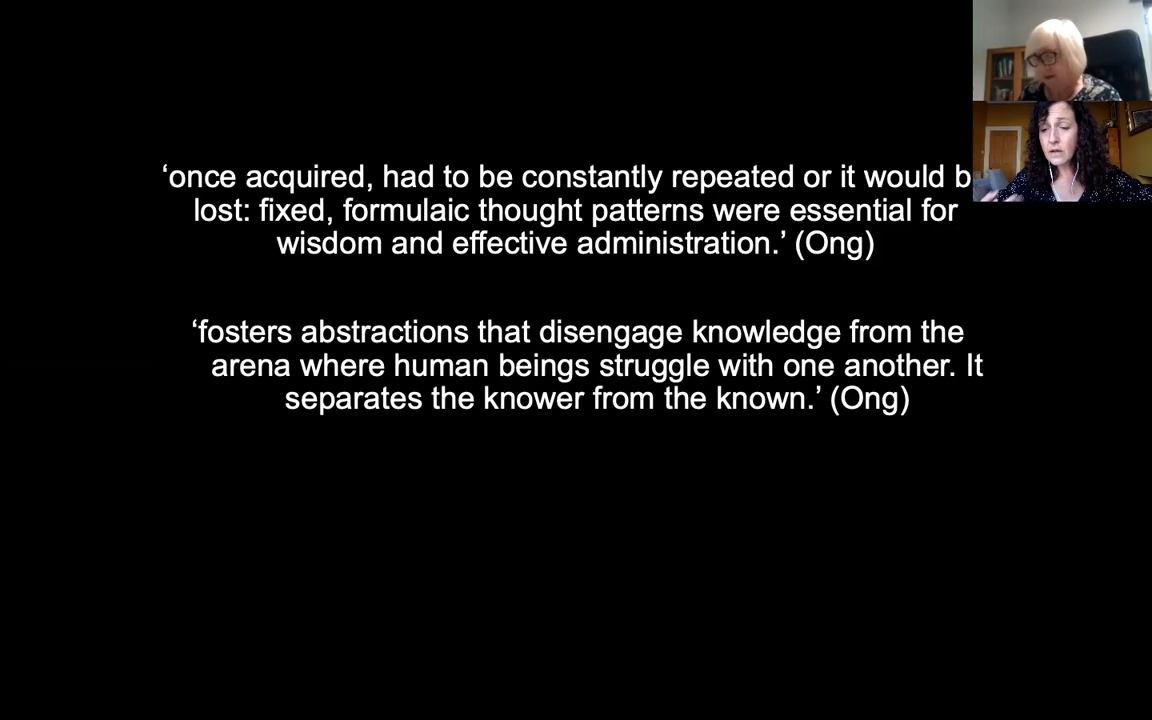 ‘once acquired, had to be constantly repeated or it would b
lost: fixed, formulaic thought patterns were essential for
wisdom and effective administration.’ (Ong)
‘fosters abstractions that disengage knowledge from the
arena where human beings struggle with one another. It
separates the knower from the known.’ (Ong)